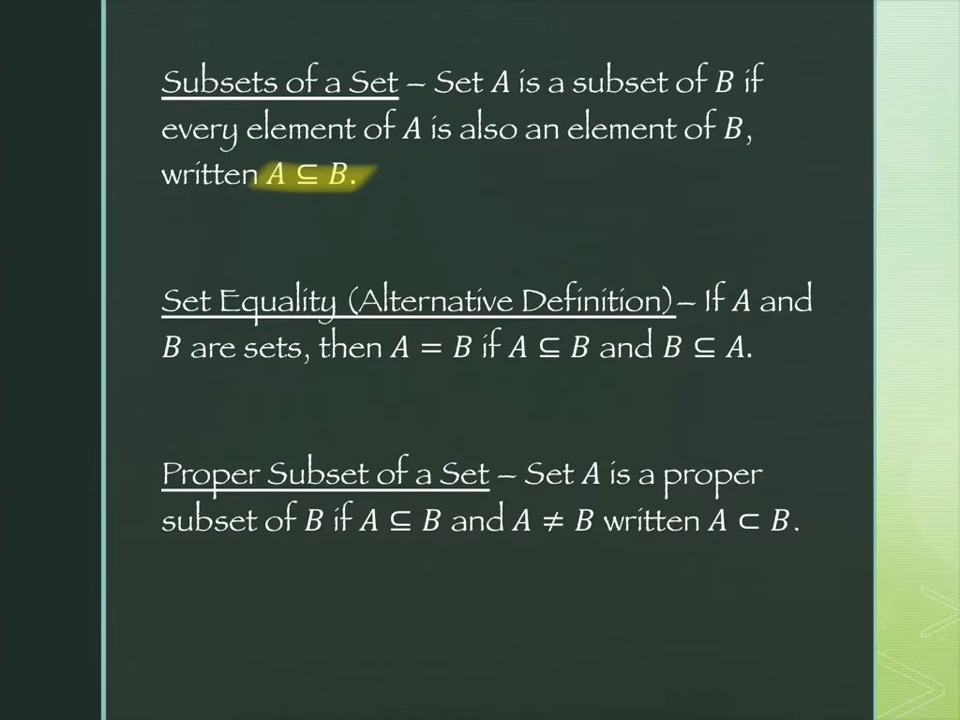 Subsets of a Set – Set A is a subset of B if
every element of A is also an element of B,
written A ⊆ B.
Set Equality (Alternative Definition) – If A and
B are sets, then A = B if A ⊆ B and B ⊆ A.
Proper Subset of a Set – Set A is a proper
subset of B if A ⊆ B and A ≠ B written A ⊂ B.